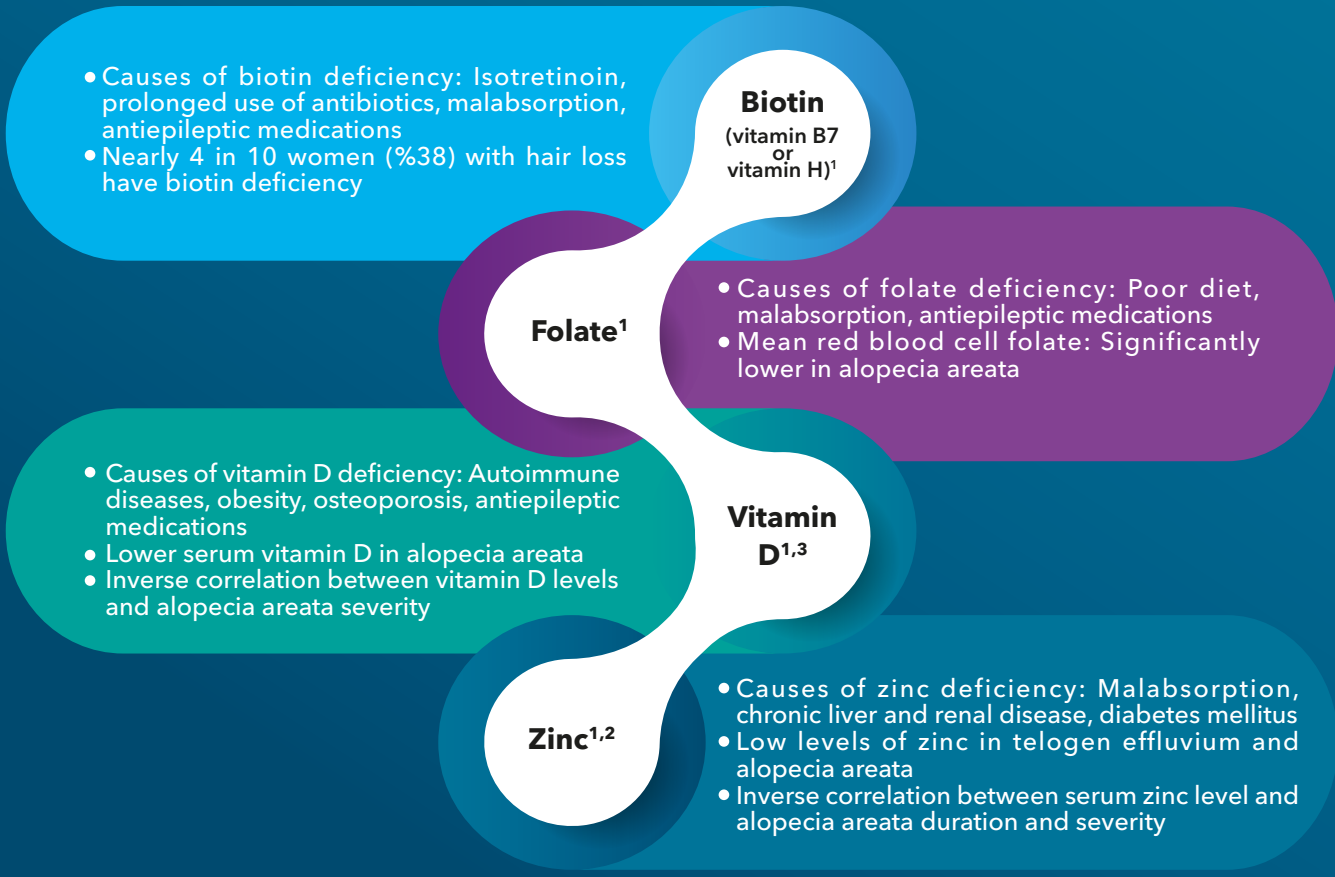 • Causes of biotin deficiency: Isotretinoin,
prolonged use of antibiotics, malabsorption,
antiepileptic medications
• Nearly 4 in 10 women (%38) with hair loss
have biotin deficiency
Biotin
(vitamin B7
or
vitamin H)¹
Folate¹
• Causes of folate deficiency: Poor diet,
malabsorption, antiepileptic medications
• Mean red blood cell folate: Significantly
lower in alopecia areata
• Causes of vitamin D deficiency: Autoimmune
diseases, obesity, osteoporosis, antiepileptic
medications
• Lower serum vitamin D in alopecia areata
• Inverse correlation between vitamin D levels
and alopecia areata severity
Vitamin
D¹,³
Zinc¹,²
• Causes of zinc deficiency: Malabsorption,
chronic liver and renal disease, diabetes mellitus
• Low levels of zinc in telogen effluvium and
alopecia areata
• Inverse correlation between serum zinc level and
alopecia areata duration and severity